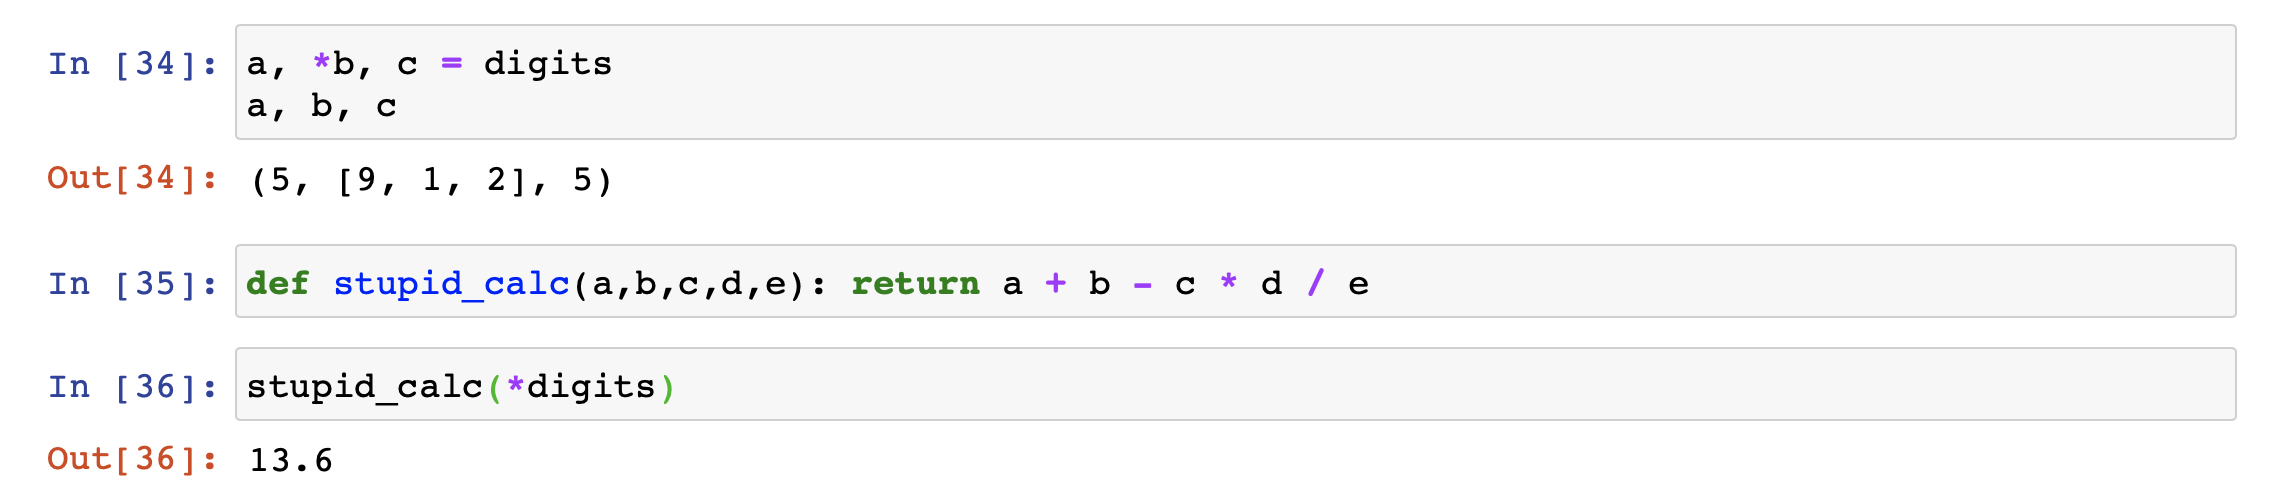 In [34]: a, *b, c = digits
a, b, c
Out[34]: (5, [9, 1, 2], 5)
In [35]: def stupid_calc(a,b,c,d,e): return a + b - c * d / e
In [36]: stupid_calc(*digits)
Out[36]: 13.6